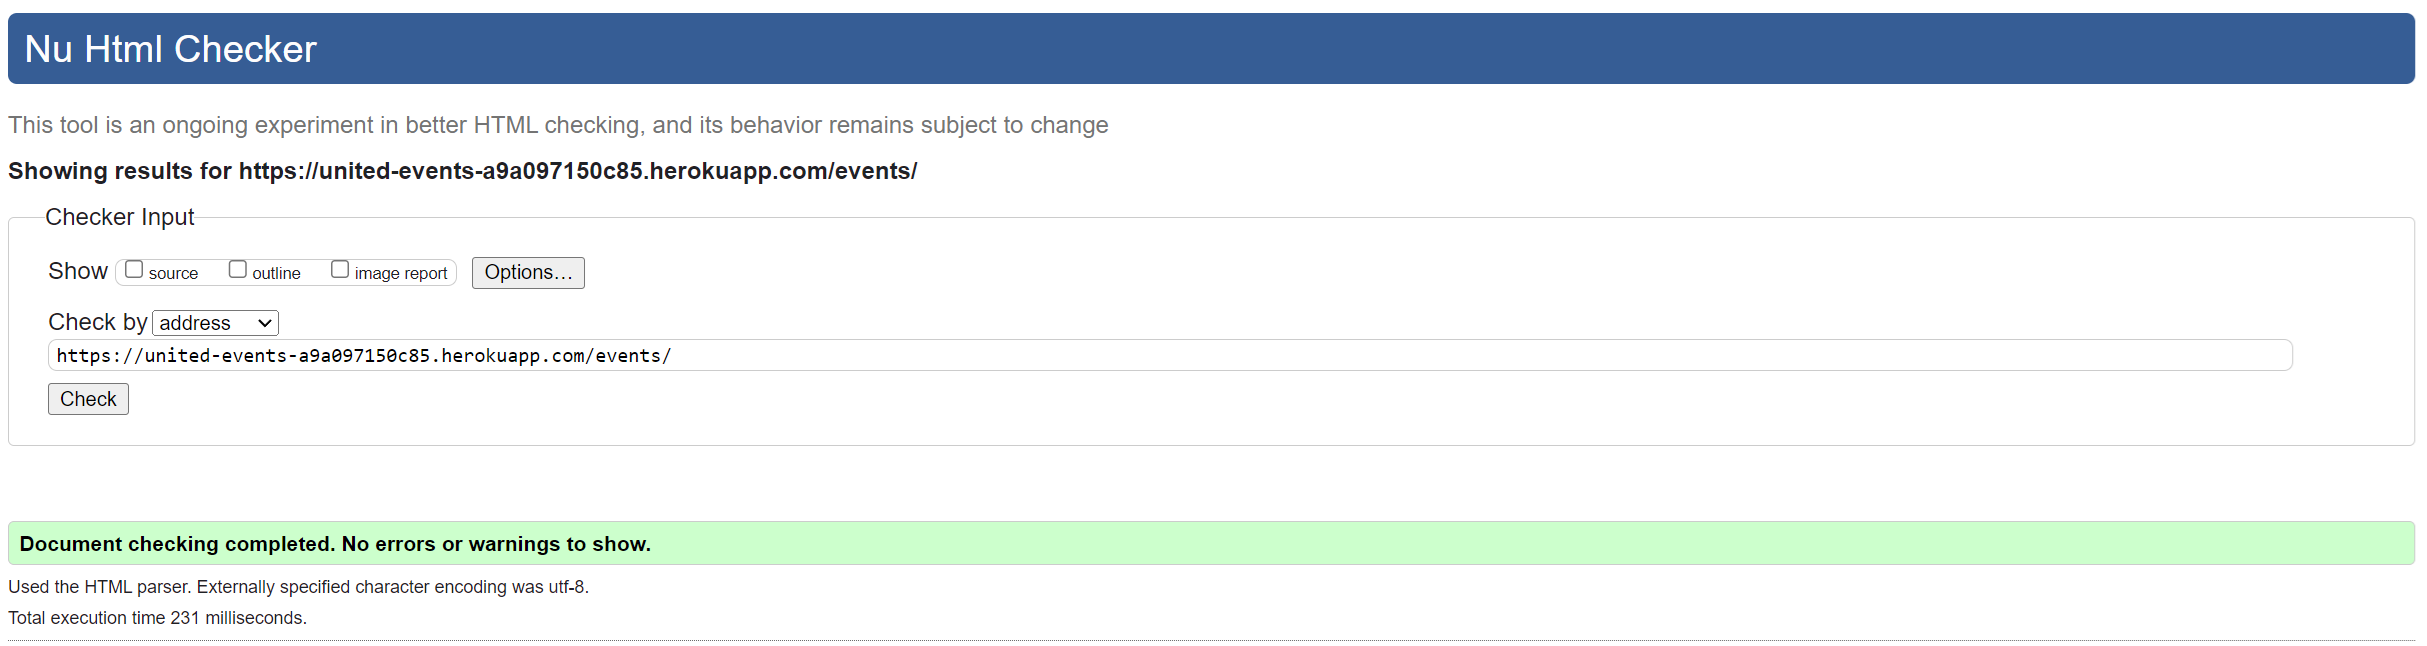 Nu Html Checker
This tool is an ongoing experiment in better HTML checking, and its behavior remains subject to change
Showing results for https://united-events-a9a097150c85.herokuapp.com/events/
Checker Input
Show source outline image report Options...
Check by address
https://united-events-a9a097150c85.herokuapp.com/events/
Check
Document checking completed. No errors or warnings to show.
Used the HTML parser. Externally specified character encoding was utf-8.
Total execution time 231 milliseconds.